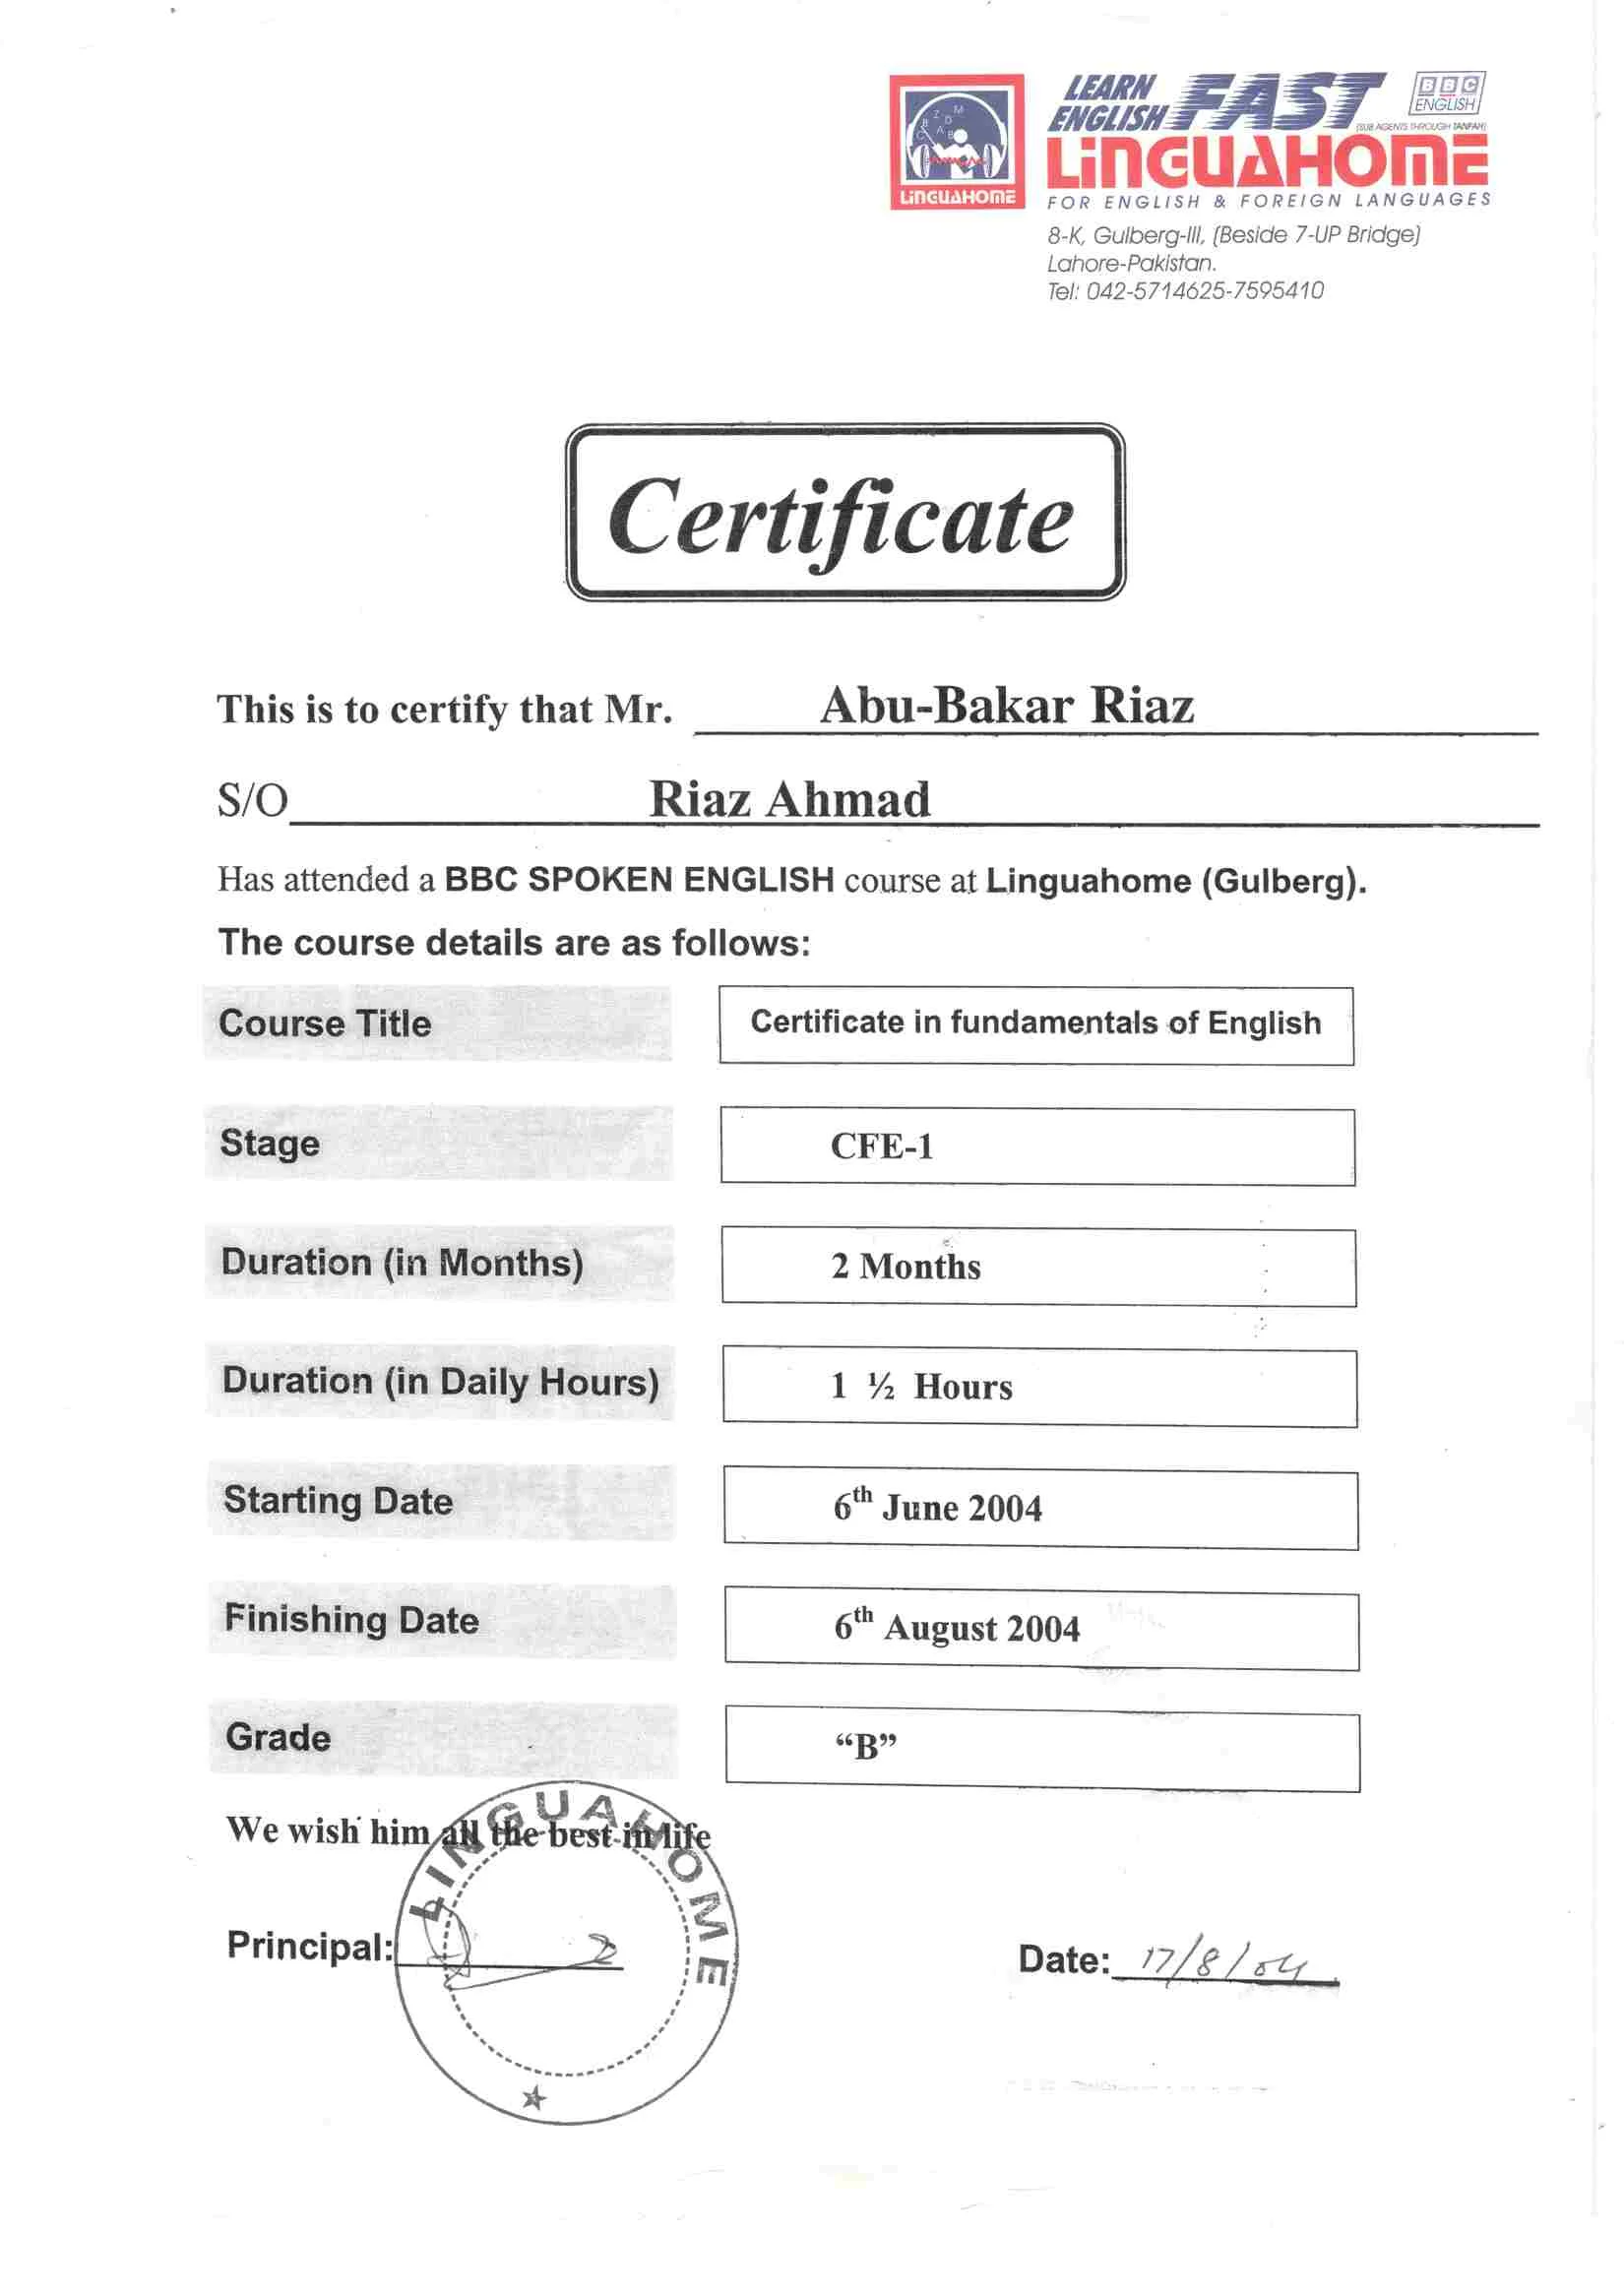 LINGUAHOME
LEARN ENGLISH FAST
BBC ENGLISH
(SUB AGENTS THROUGH TANFAH)
LINGUAHOME
FOR ENGLISH & FOREIGN LANGUAGES
8-K, Gulberg-III, (Beside 7-UP Bridge)
Lahore-Pakistan.
Tel: 042-5714625-7595410
Certificate
This is to certify that Mr. Abu-Bakar Riaz
S/O Riaz Ahmad
Has attended a BBC SPOKEN ENGLISH course at Linguahome (Gulberg).
The course details are as follows:
Course Title Certificate in fundamentals of English
Stage CFE-1
Duration (in Months) 2 Months
Duration (in Daily Hours) 1 ½ Hours
Starting Date 6th June 2004
Finishing Date 6th August 2004
Grade “B”
We wish him all the best in life
LINGUAHOME
Principal: Date: 17/8/04